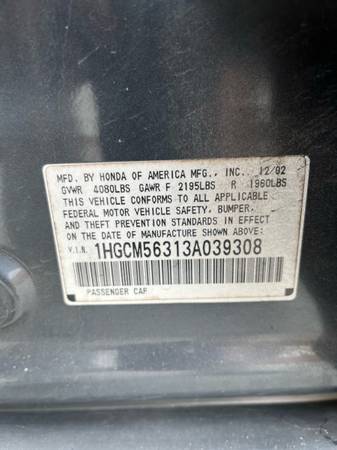 MFD. BY HONDA OF AMERICA MFG., INC. 12/02
GVWR 4080LBS GAWR F 2195LBS R 1960LBS
THIS VEHICLE CONFORMS TO ALL APPLICABLE
FEDERAL MOTOR VEHICLE SAFETY, BUMPER,
AND THEFT PREVENTION STANDARDS IN EFFECT
ON THE DATE OF MANUFACTURE SHOWN ABOVE.
V.I.N. 1HGCM56313A039308
PASSENGER CAR